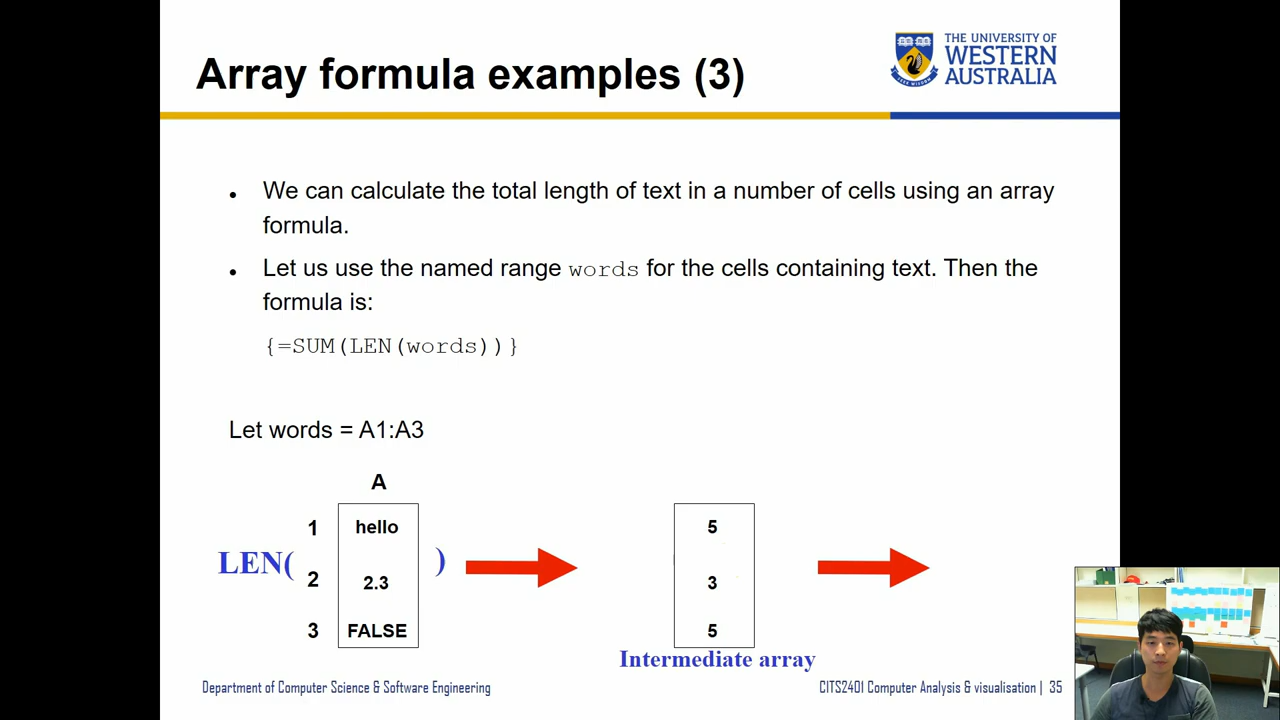 Array formula examples (3)
THE UNIVERSITY OF
WESTERN
AUSTRALIA
• We can calculate the total length of text in a number of cells using an array
formula.
• Let us use the named range words for the cells containing text. Then the
formula is:
{=SUM(LEN(words))}
Let words = A1:A3
A
1 hello
LEN( )
2 2.3
3 FALSE
5
3
5
Intermediate array
Department of Computer Science & Software Engineering
CITS2401 Computer Analysis & visualisation | 35